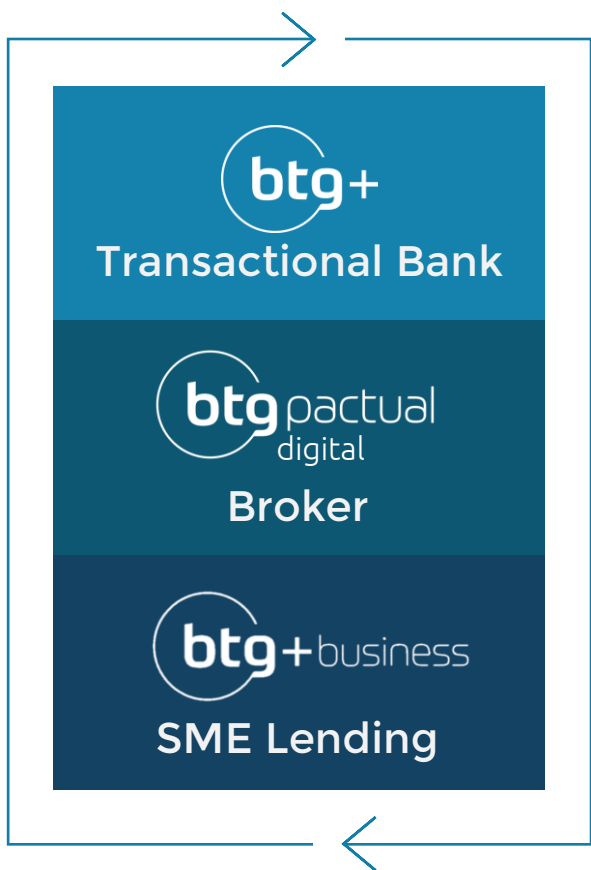 btg+
Transactional Bank
btg pactual
digital
Broker
btg+business
SME Lending